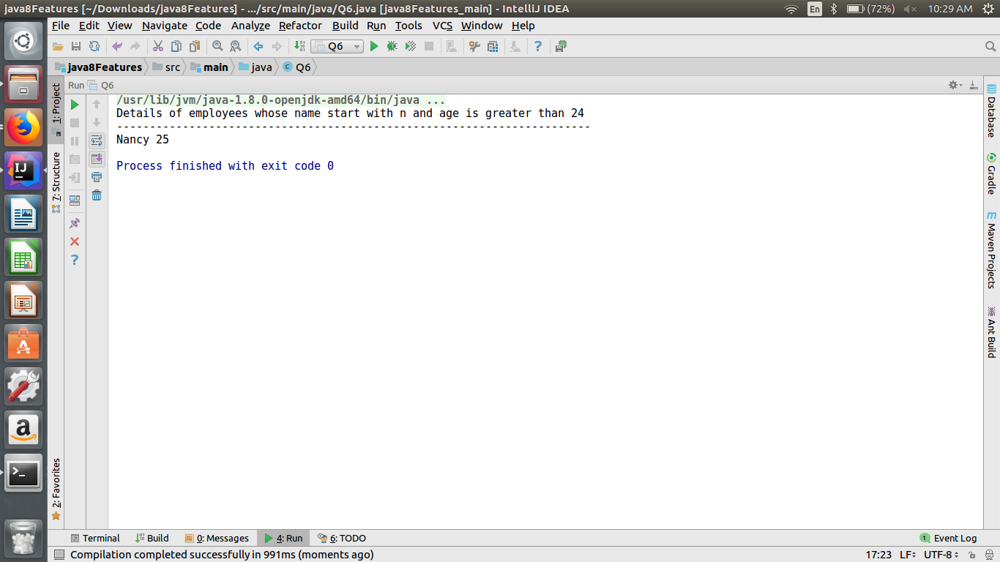 java8Features [~/Downloads/java8Features] - .../src/main/java/Q6.java [java8Features_main] - IntelliJ IDEA
En
(72%)
10:29 AM
File Edit View Navigate Code Analyze Refactor Build Run Tools VCS Window Help
Q6
java8Features src main java Q6
Run Q6
/usr/lib/jvm/java-1.8.0-openjdk-amd64/bin/java ...
Details of employees whose name start with n and age is greater than 24
------------------------------------------------------------------------
Nancy 25
Process finished with exit code 0
1: Project
7: Structure
2: Favorites
Database
Gradle
Maven Projects
Ant Build
Terminal Build 0: Messages 4: Run 6: TODO
1 Event Log
Compilation completed successfully in 991ms (moments ago)
17:23 LF UTF-8